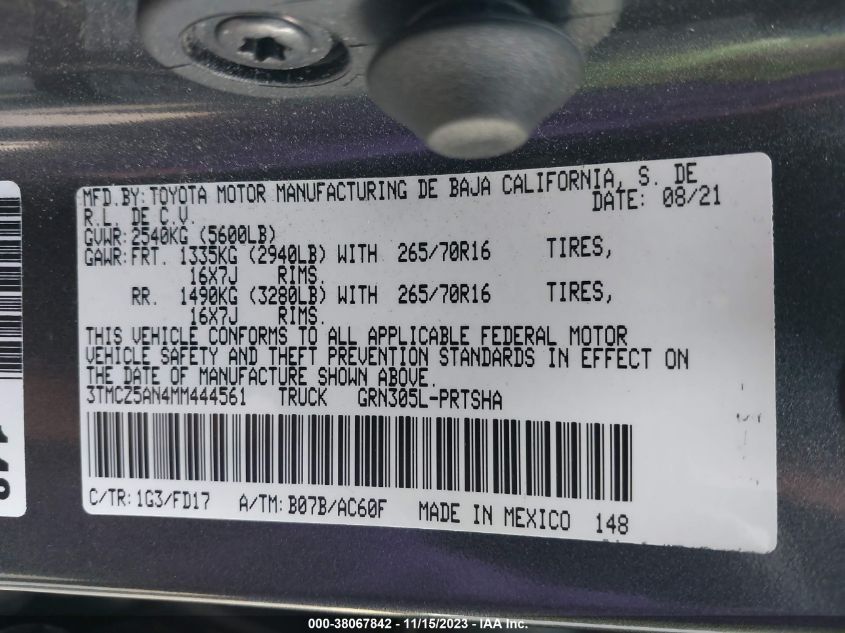 MFD.BY:TOYOTA MOTOR MANUFACTURING DE BAJA CALIFORNIA, S. DE
R.L. DE C.V. DATE: 08/21
GVWR:2540KG (5600LB)
GAWR:FRT. 1335KG (2940LB) WITH 265/70R16 TIRES,
16X7J RIMS.
RR. 1490KG (3280LB) WITH 265/70R16 TIRES,
16X7J RIMS.
THIS VEHICLE CONFORMS TO ALL APPLICABLE FEDERAL MOTOR
VEHICLE SAFETY AND THEFT PREVENTION STANDARDS IN EFFECT ON
THE DATE OF MANUFACTURE SHOWN ABOVE.
3TMCZ5AN4MM444561 TRUCK GRN305L-PRTSHA
C/TR:1G3/FD17 A/TM:B07B/AC60F MADE IN MEXICO 148
000-38067842 - 11/15/2023 - IAA Inc.